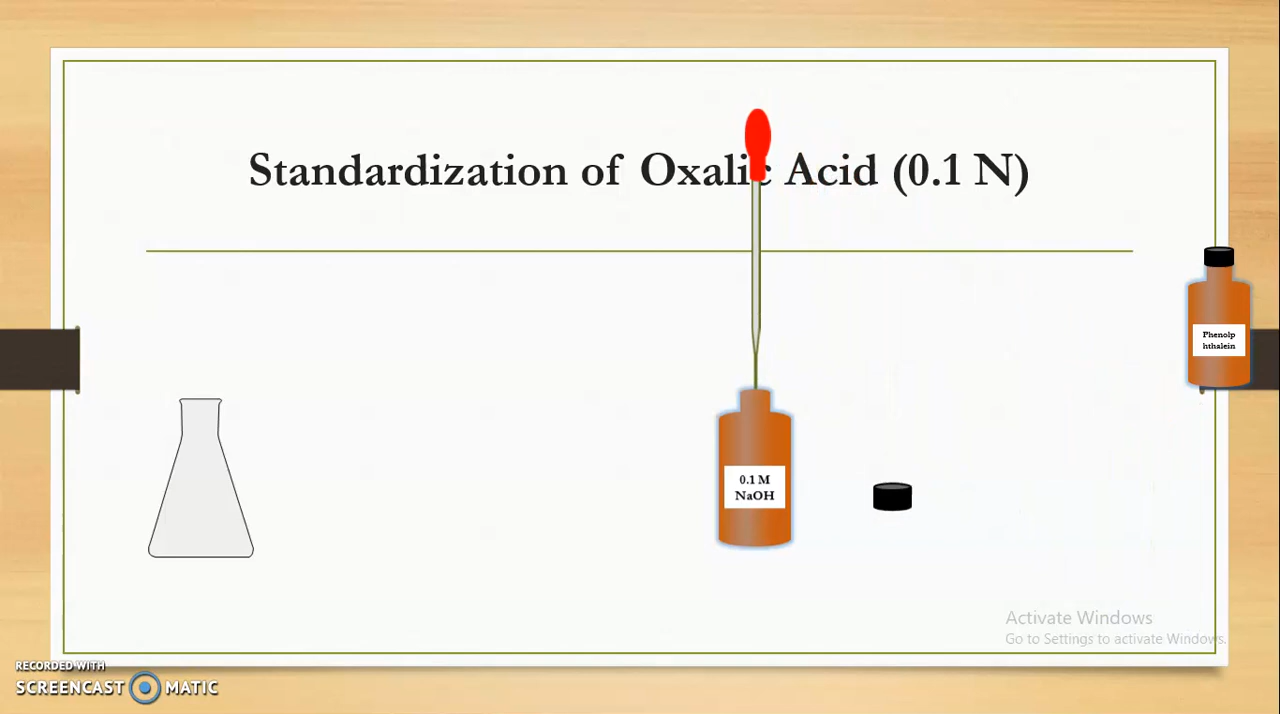 Standardization of Oxalic Acid (0.1 N)
Phenolp
hthalein
0.1 M
NaOH
Activate Windows
Go to Settings to activate Windows.
RECORDED WITH
SCREENCAST MATIC